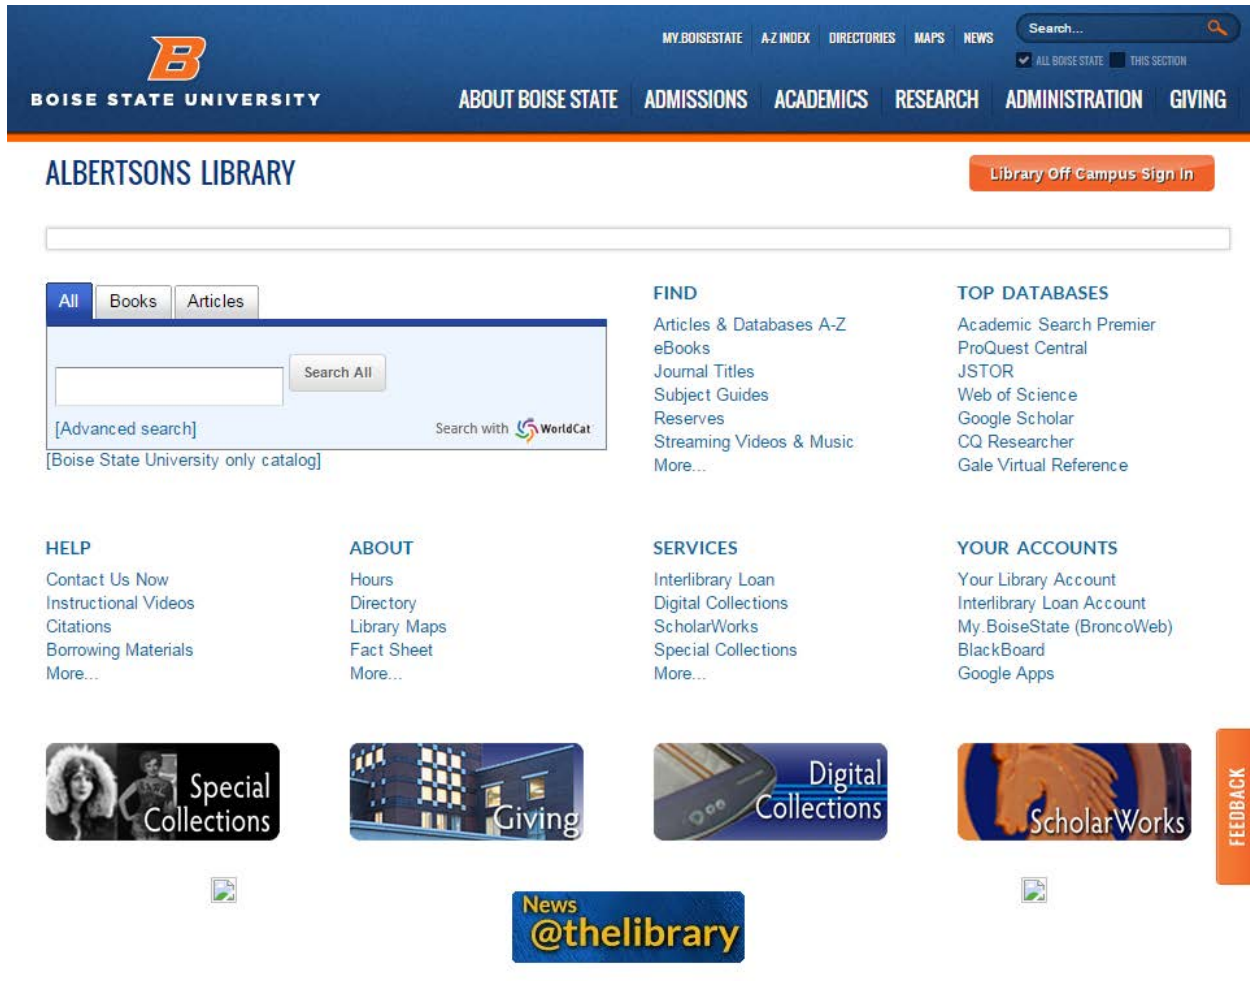 MY.BOISESTATE A-Z INDEX DIRECTORIES MAPS NEWS
Search...
ALL BOISE STATE THIS SECTION
B
BOISE STATE UNIVERSITY
ABOUT BOISE STATE ADMISSIONS ACADEMICS RESEARCH ADMINISTRATION GIVING
ALBERTSONS LIBRARY
Library Off Campus Sign In
All Books Articles
Search All
[Advanced search]
Search with WorldCat
[Boise State University only catalog]
FIND
Articles & Databases A-Z
eBooks
Journal Titles
Subject Guides
Reserves
Streaming Videos & Music
More...
TOP DATABASES
Academic Search Premier
ProQuest Central
JSTOR
Web of Science
Google Scholar
CQ Researcher
Gale Virtual Reference
HELP
Contact Us Now
Instructional Videos
Citations
Borrowing Materials
More...
ABOUT
Hours
Directory
Library Maps
Fact Sheet
More...
SERVICES
Interlibrary Loan
Digital Collections
ScholarWorks
Special Collections
More...
YOUR ACCOUNTS
Your Library Account
Interlibrary Loan Account
My.BoiseState (BroncoWeb)
BlackBoard
Google Apps
Special
Collections
Giving
Digital
Collections
ScholarWorks
FEEDBACK
News
@thelibrary